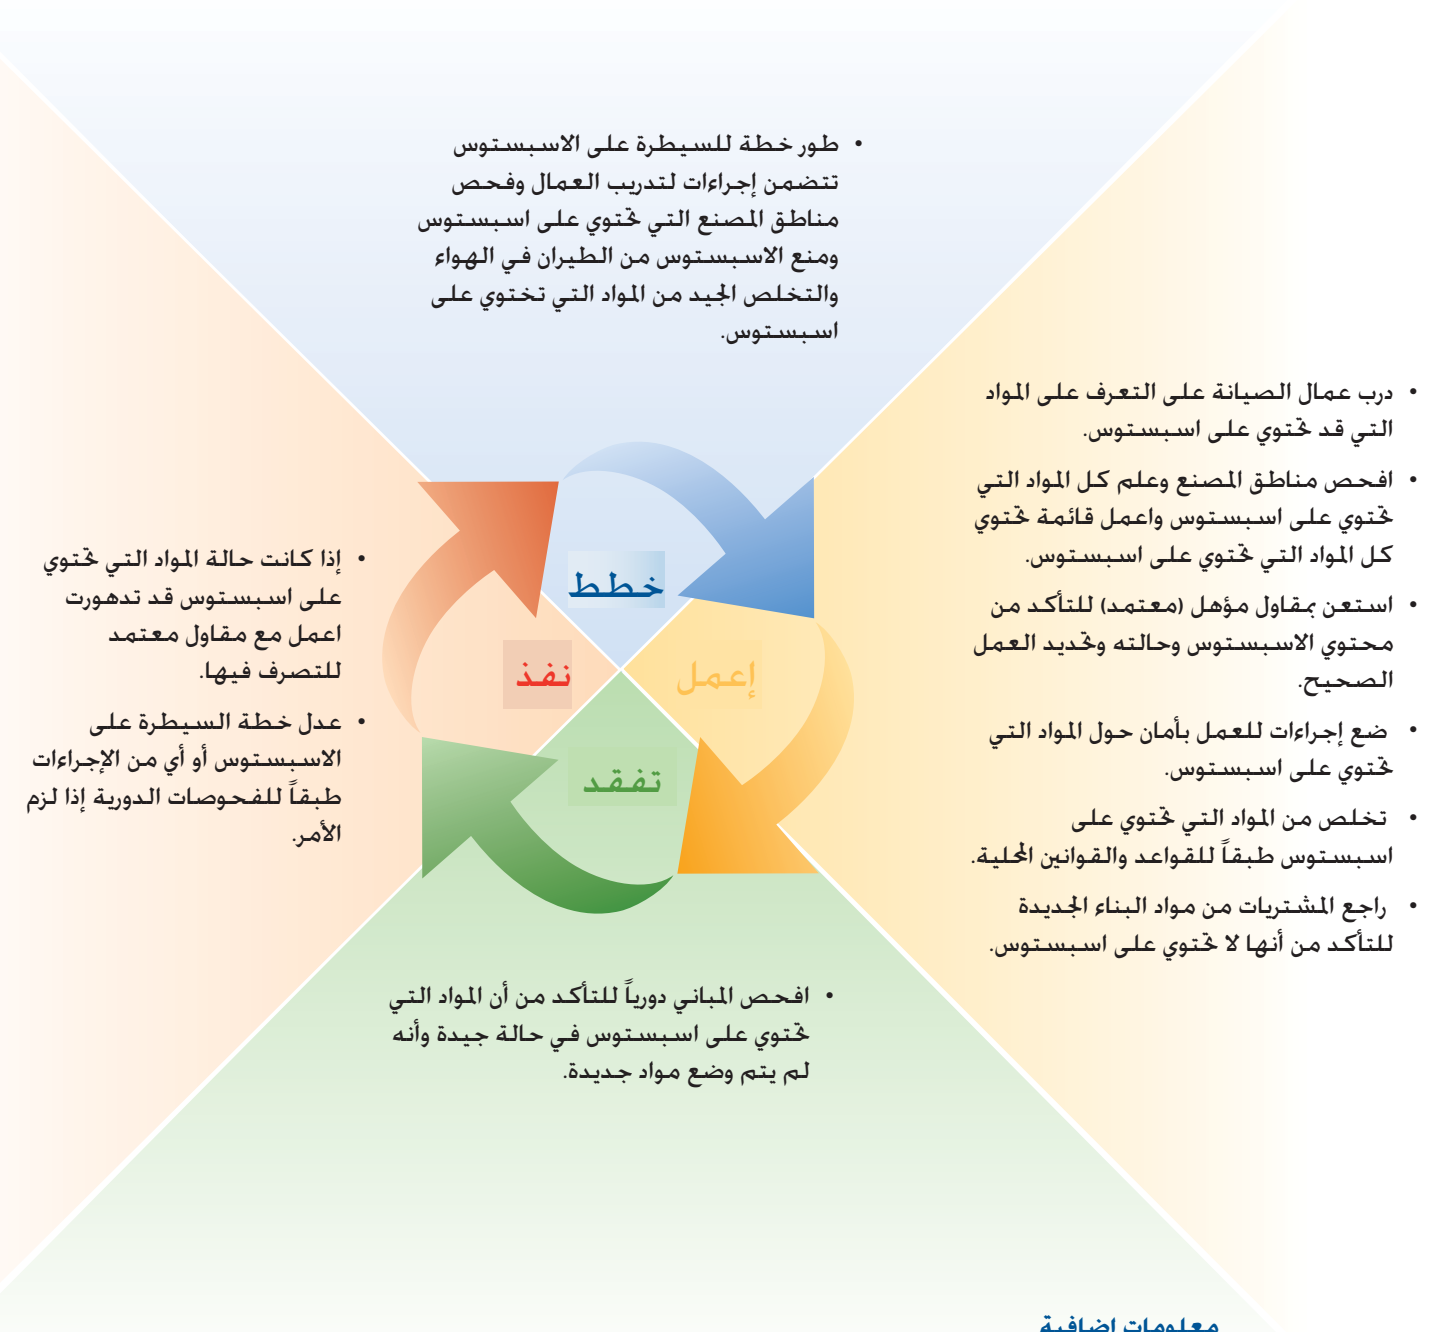 • طور خطة للسيطرة على الاسبستوس
تتضمن إجراءات لتدريب العمال وفحص
مناطق المصنع التي تحتوي على اسبستوس
ومنع الاسبستوس من الطيران في الهواء
والتخلص الجيد من المواد التي تختوي على
اسبستوس.
• درب عمال الصيانة على التعرف على المواد
التي قد تحتوي على اسبستوس.
• افحص مناطق المصنع وعلم كل المواد التي
تحتوي على اسبستوس واعمل قائمة تحتوي
كل المواد التي تحتوي على اسبستوس.
• استعن بمقاول مؤهل (معتمد) للتأكد من
محتوي الاسبستوس وحالته وتحديد العمل
الصحيح.
• ضع إجراءات للعمل بأمان حول المواد التي
تحتوي على اسبستوس.
• تخلص من المواد التي تحتوي على
اسبستوس طبقاً للقواعد والقوانين المحلية.
• راجع المشتريات من مواد البناء الجديدة
للتأكد من أنها لا تحتوي على اسبستوس.
خطط
إعمل
تفقد
نفذ
• إذا كانت حالة المواد التي تحتوي
على اسبستوس قد تدهورت
اعمل مع مقاول معتمد
للتصرف فيها.
• عدل خطة السيطرة على
الاسبستوس أو أي من الإجراءات
طبقاً للفحوصات الدورية إذا لزم
الأمر.
• افحص المباني دورياً للتأكد من أن المواد التي
تحتوي على اسبستوس في حالة جيدة وأنه
لم يتم وضع مواد جديدة.
معلومات إضافية